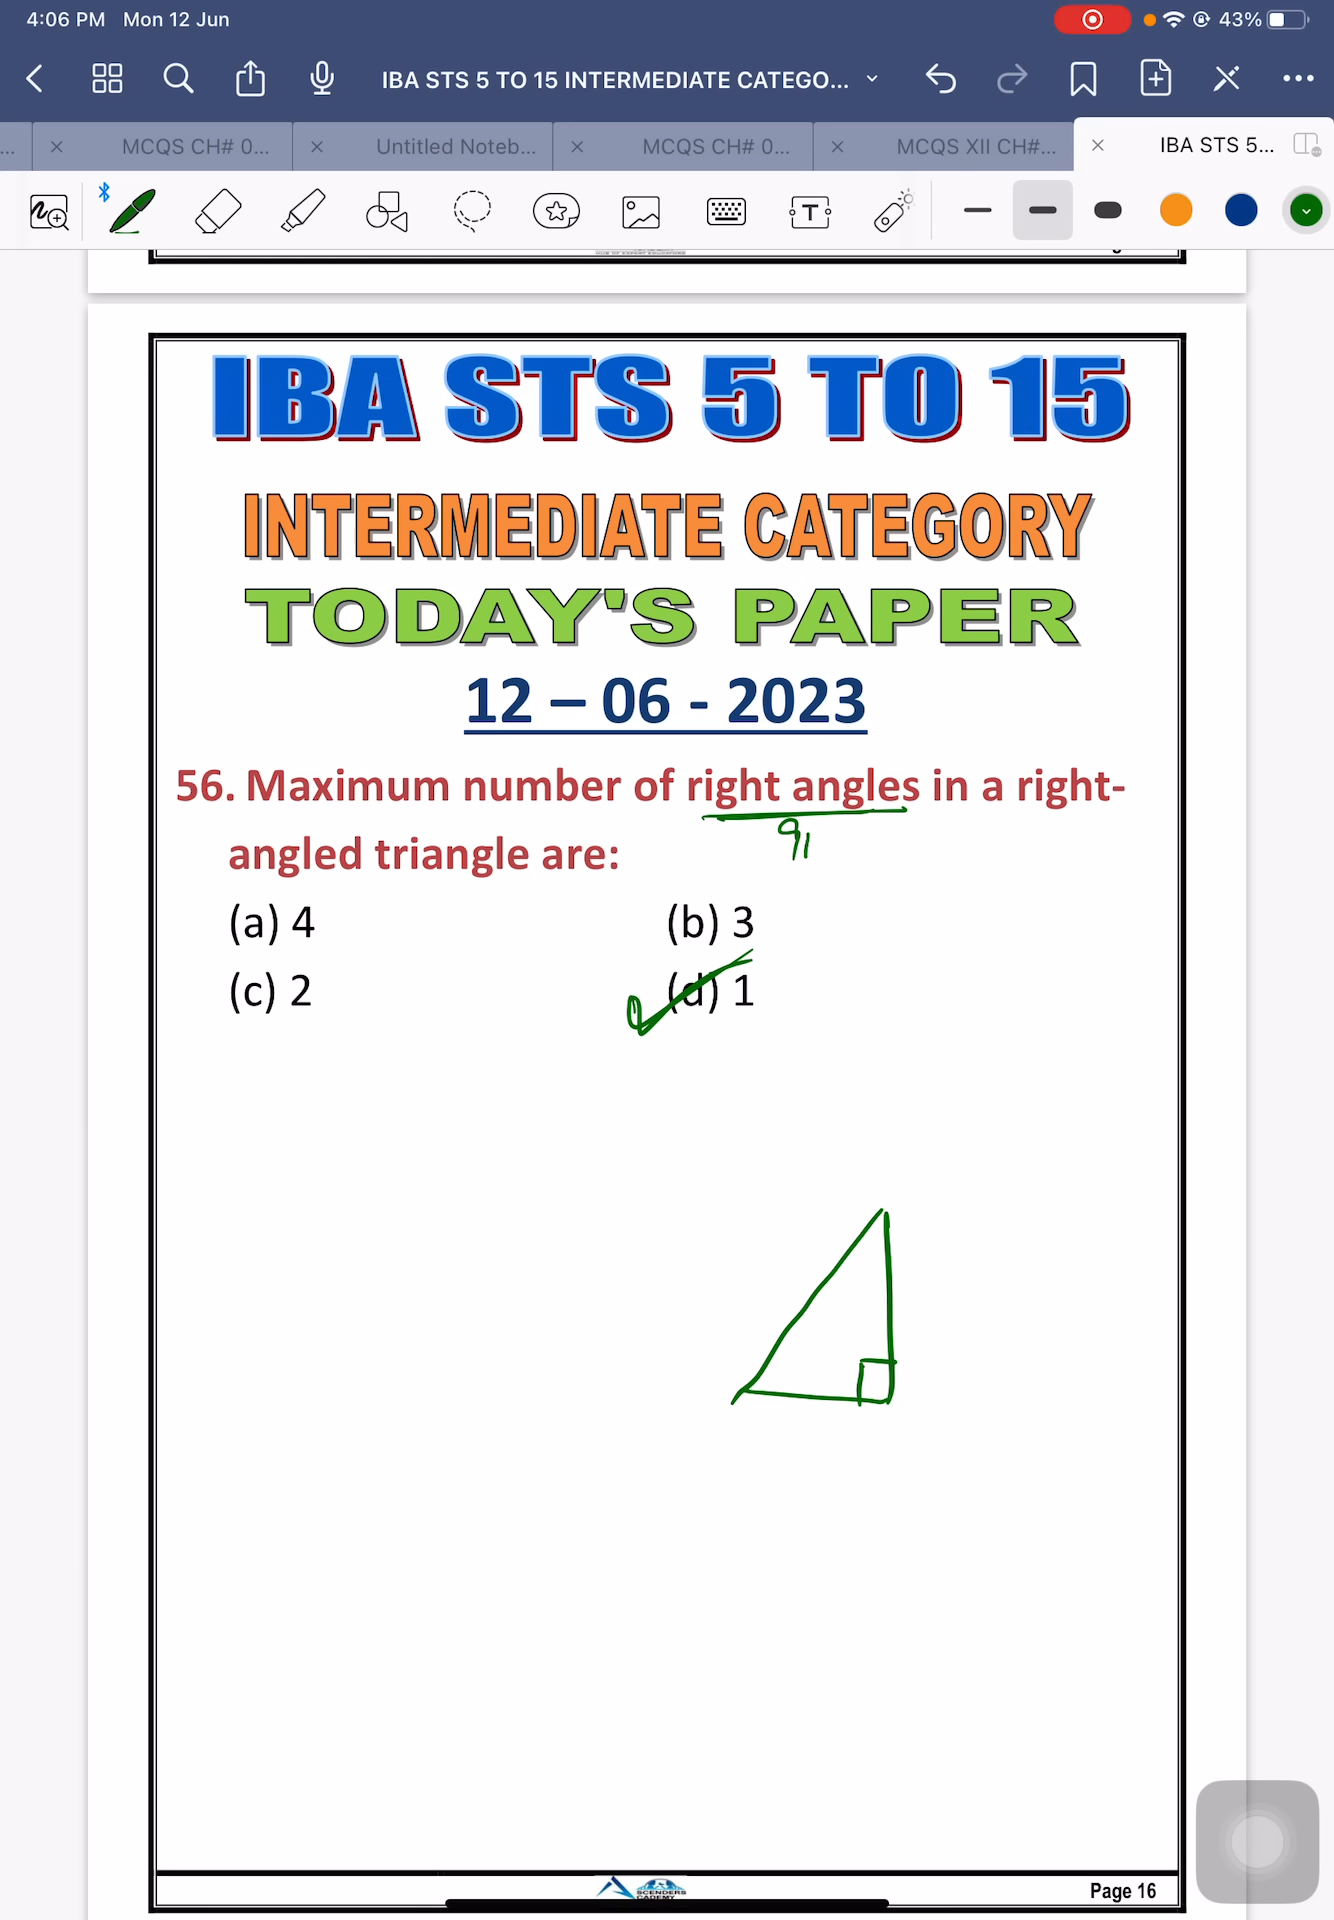 4:06 PM Mon 12 Jun
43%
IBA STS 5 TO 15 INTERMEDIATE CATEGO...
MCQS CH# 0...
Untitled Noteb...
MCQS CH# 0...
MCQS XII CH#...
IBA STS 5...
T
IBA STS 5 TO 15
INTERMEDIATE CATEGORY
TODAY'S PAPER
12 – 06 - 2023
56. Maximum number of right angles in a right-
angled triangle are:
(a) 4
(b) 3
(c) 2
(d) 1
SCENDERS
CADEMY
Page 16